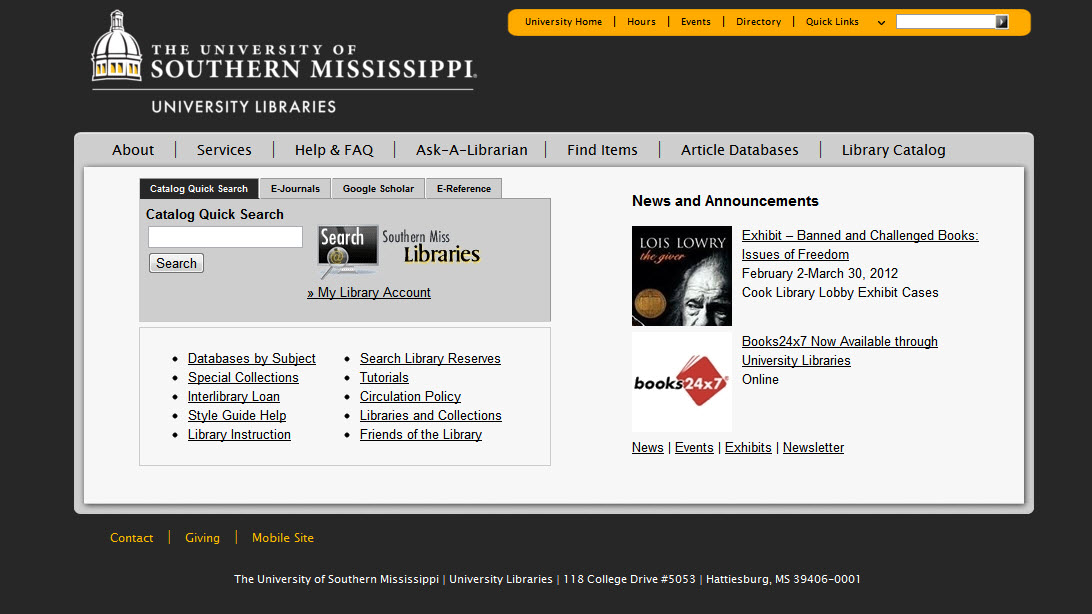 University Home | Hours | Events | Directory | Quick Links
THE UNIVERSITY OF
SOUTHERN MISSISSIPPI.
UNIVERSITY LIBRARIES
About | Services | Help & FAQ | Ask-A-Librarian | Find Items | Article Databases | Library Catalog
Catalog Quick Search E-Journals Google Scholar E-Reference
Catalog Quick Search
Search
Search Southern Miss
Libraries
» My Library Account
Databases by Subject
Special Collections
Interlibrary Loan
Style Guide Help
Library Instruction
Search Library Reserves
Tutorials
Circulation Policy
Libraries and Collections
Friends of the Library
News and Announcements
LOIS LOWRY
the giver
Exhibit – Banned and Challenged Books:
Issues of Freedom
February 2-March 30, 2012
Cook Library Lobby Exhibit Cases
books24x7
Books24x7 Now Available through
University Libraries
Online
News | Events | Exhibits | Newsletter
Contact | Giving | Mobile Site
The University of Southern Mississippi | University Libraries | 118 College Drive #5053 | Hattiesburg, MS 39406-0001